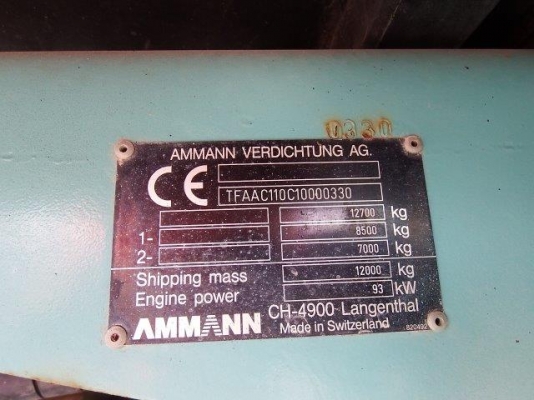 0330
AMMANN VERDICHTUNG AG.
CE
TFAAC110C10000330
12700 kg
1- 8500 kg
2- 7000 kg
Shipping mass 12000 kg
Engine power 93 kW
AMMANN CH-4900 Langenthal
Made in Switzerland